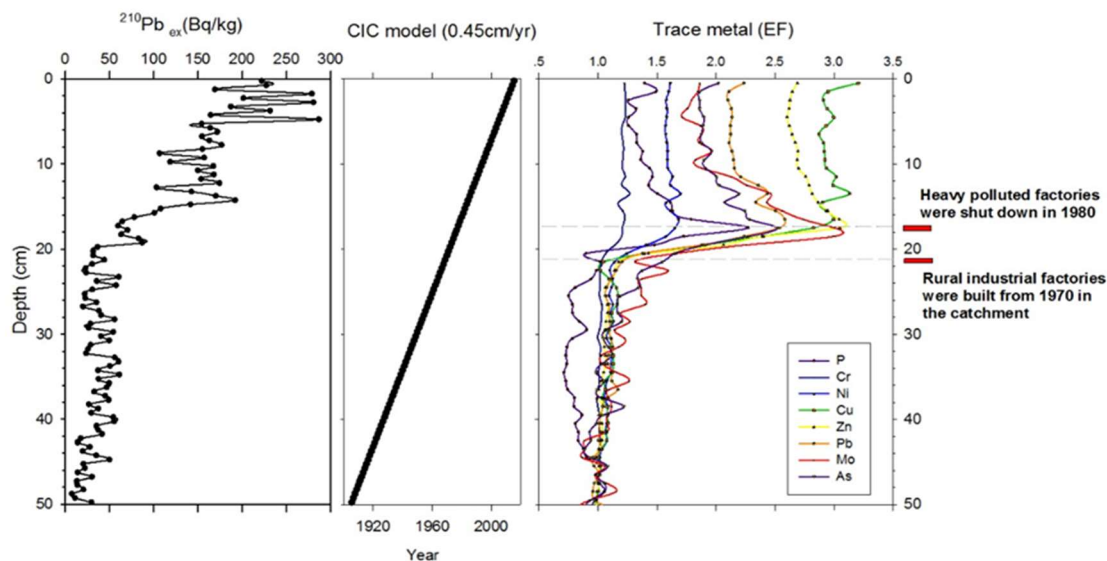 210Pb ex(Bq/kg)
CIC model (0.45cm/yr)
Trace metal (EF)
0 50 100 150 200 250 300
.5 1.0 1.5 2.0 2.5 3.0 3.5
0
10
20
30
40
50
Depth (cm)
1920 1960 2000
Year
0
10
20
30
40
50
Heavy polluted factories
were shut down in 1980
Rural industrial factories
were built from 1970 in
the catchment
P
Cr
Ni
Cu
Zn
Pb
Mo
As